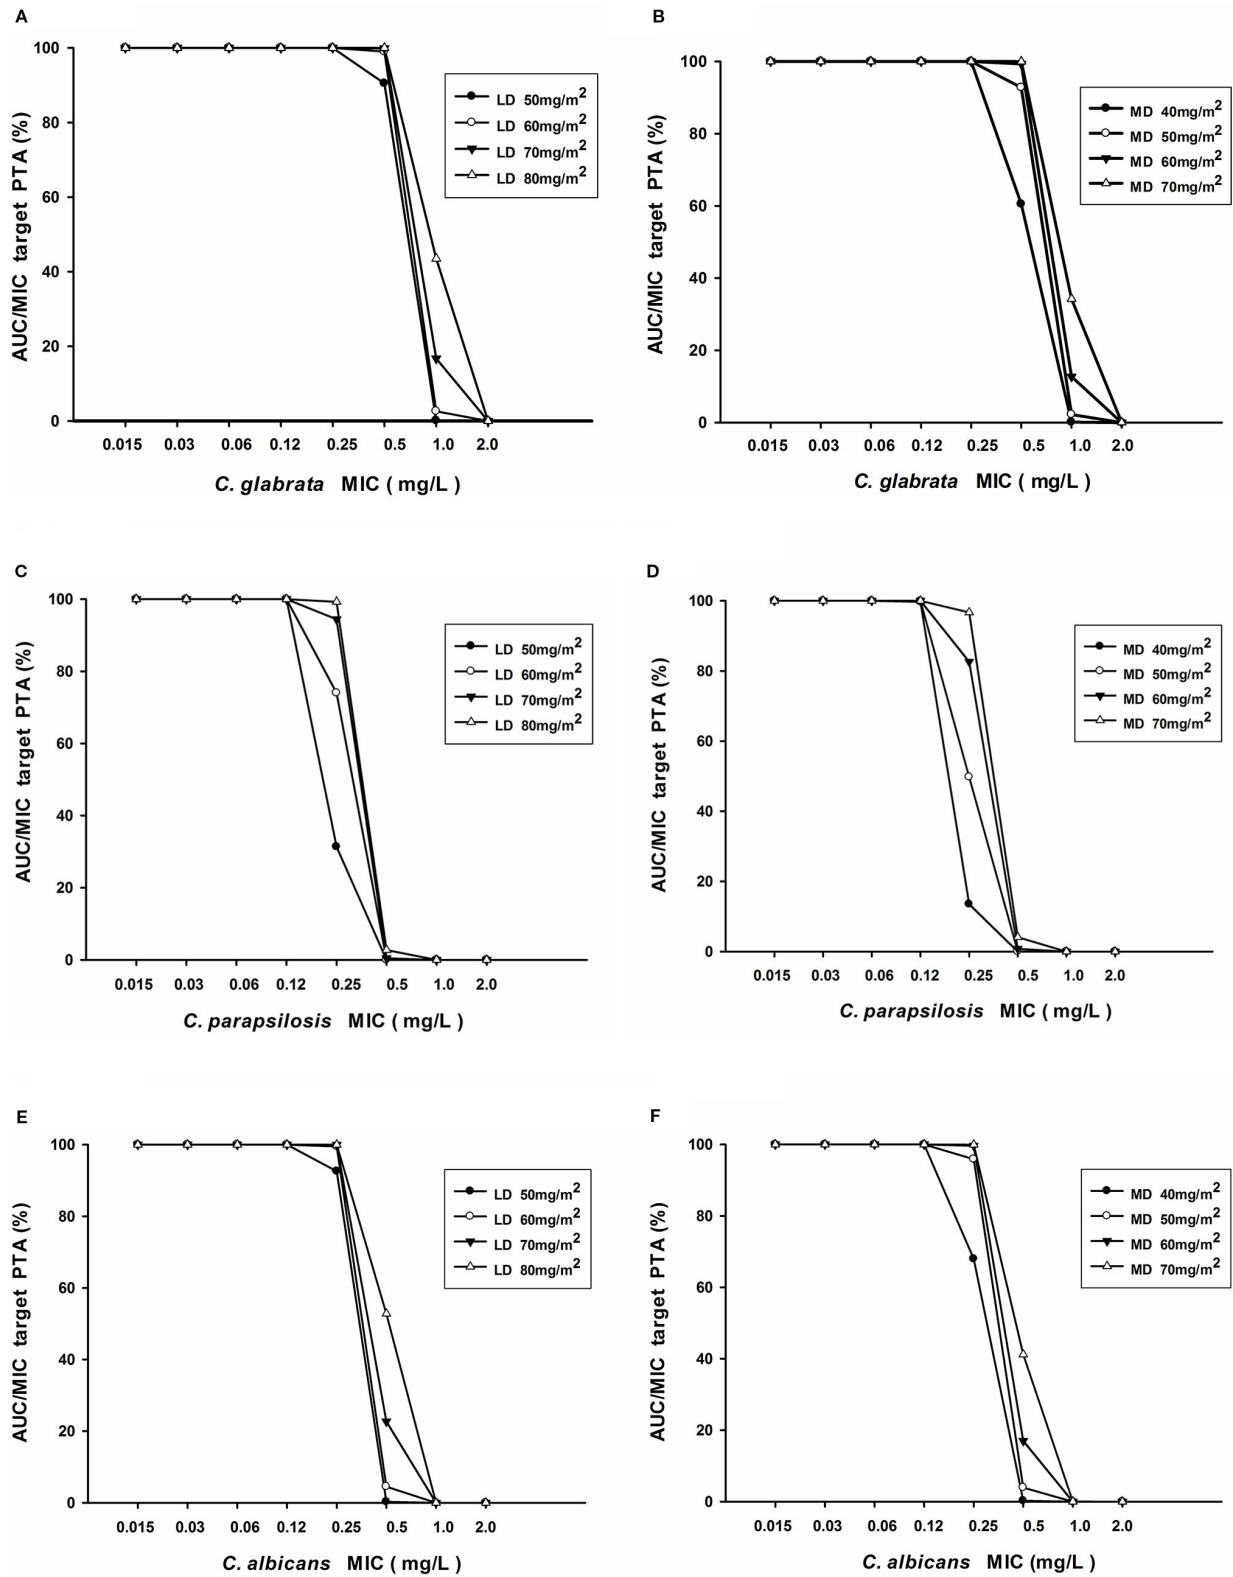 A
AUC/MIC target PTA (%)
100
80
60
40
20
0
LD 50mg/m2
LD 60mg/m2
LD 70mg/m2
LD 80mg/m2
0.015 0.03 0.06 0.12 0.25 0.5 1.0 2.0
C. glabrata MIC ( mg/L )
B
AUC/MIC target PTA (%)
100
80
60
40
20
0
MD 40mg/m2
MD 50mg/m2
MD 60mg/m2
MD 70mg/m2
0.015 0.03 0.06 0.12 0.25 0.5 1.0 2.0
C. glabrata MIC ( mg/L )
C
AUC/MIC target PTA (%)
100
80
60
40
20
0
LD 50mg/m2
LD 60mg/m2
LD 70mg/m2
LD 80mg/m2
0.015 0.03 0.06 0.12 0.25 0.5 1.0 2.0
C. parapsilosis MIC ( mg/L )
D
AUC/MIC target PTA (%)
100
80
60
40
20
0
MD 40mg/m2
MD 50mg/m2
MD 60mg/m2
MD 70mg/m2
0.015 0.03 0.06 0.12 0.25 0.5 1.0 2.0
C. parapsilosis MIC ( mg/L )
E
AUC/MIC target PTA (%)
100
80
60
40
20
0
LD 50mg/m2
LD 60mg/m2
LD 70mg/m2
LD 80mg/m2
0.015 0.03 0.06 0.12 0.25 0.5 1.0 2.0
C. albicans MIC ( mg/L )
F
AUC/MIC target PTA (%)
100
80
60
40
20
0
MD 40mg/m2
MD 50mg/m2
MD 60mg/m2
MD 70mg/m2
0.015 0.03 0.06 0.12 0.25 0.5 1.0 2.0
C. albicans MIC (mg/L )